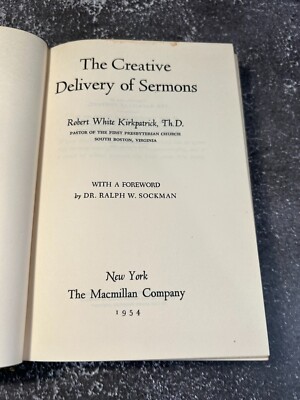 The Creative
Delivery of Sermons
Robert White Kirkpatrick, Th.D.
PASTOR OF THE FIRST PRESBYTERIAN CHURCH
SOUTH BOSTON, VIRGINIA
WITH A FOREWORD
by DR. RALPH W. SOCKMAN
New York
The Macmillan Company
1954